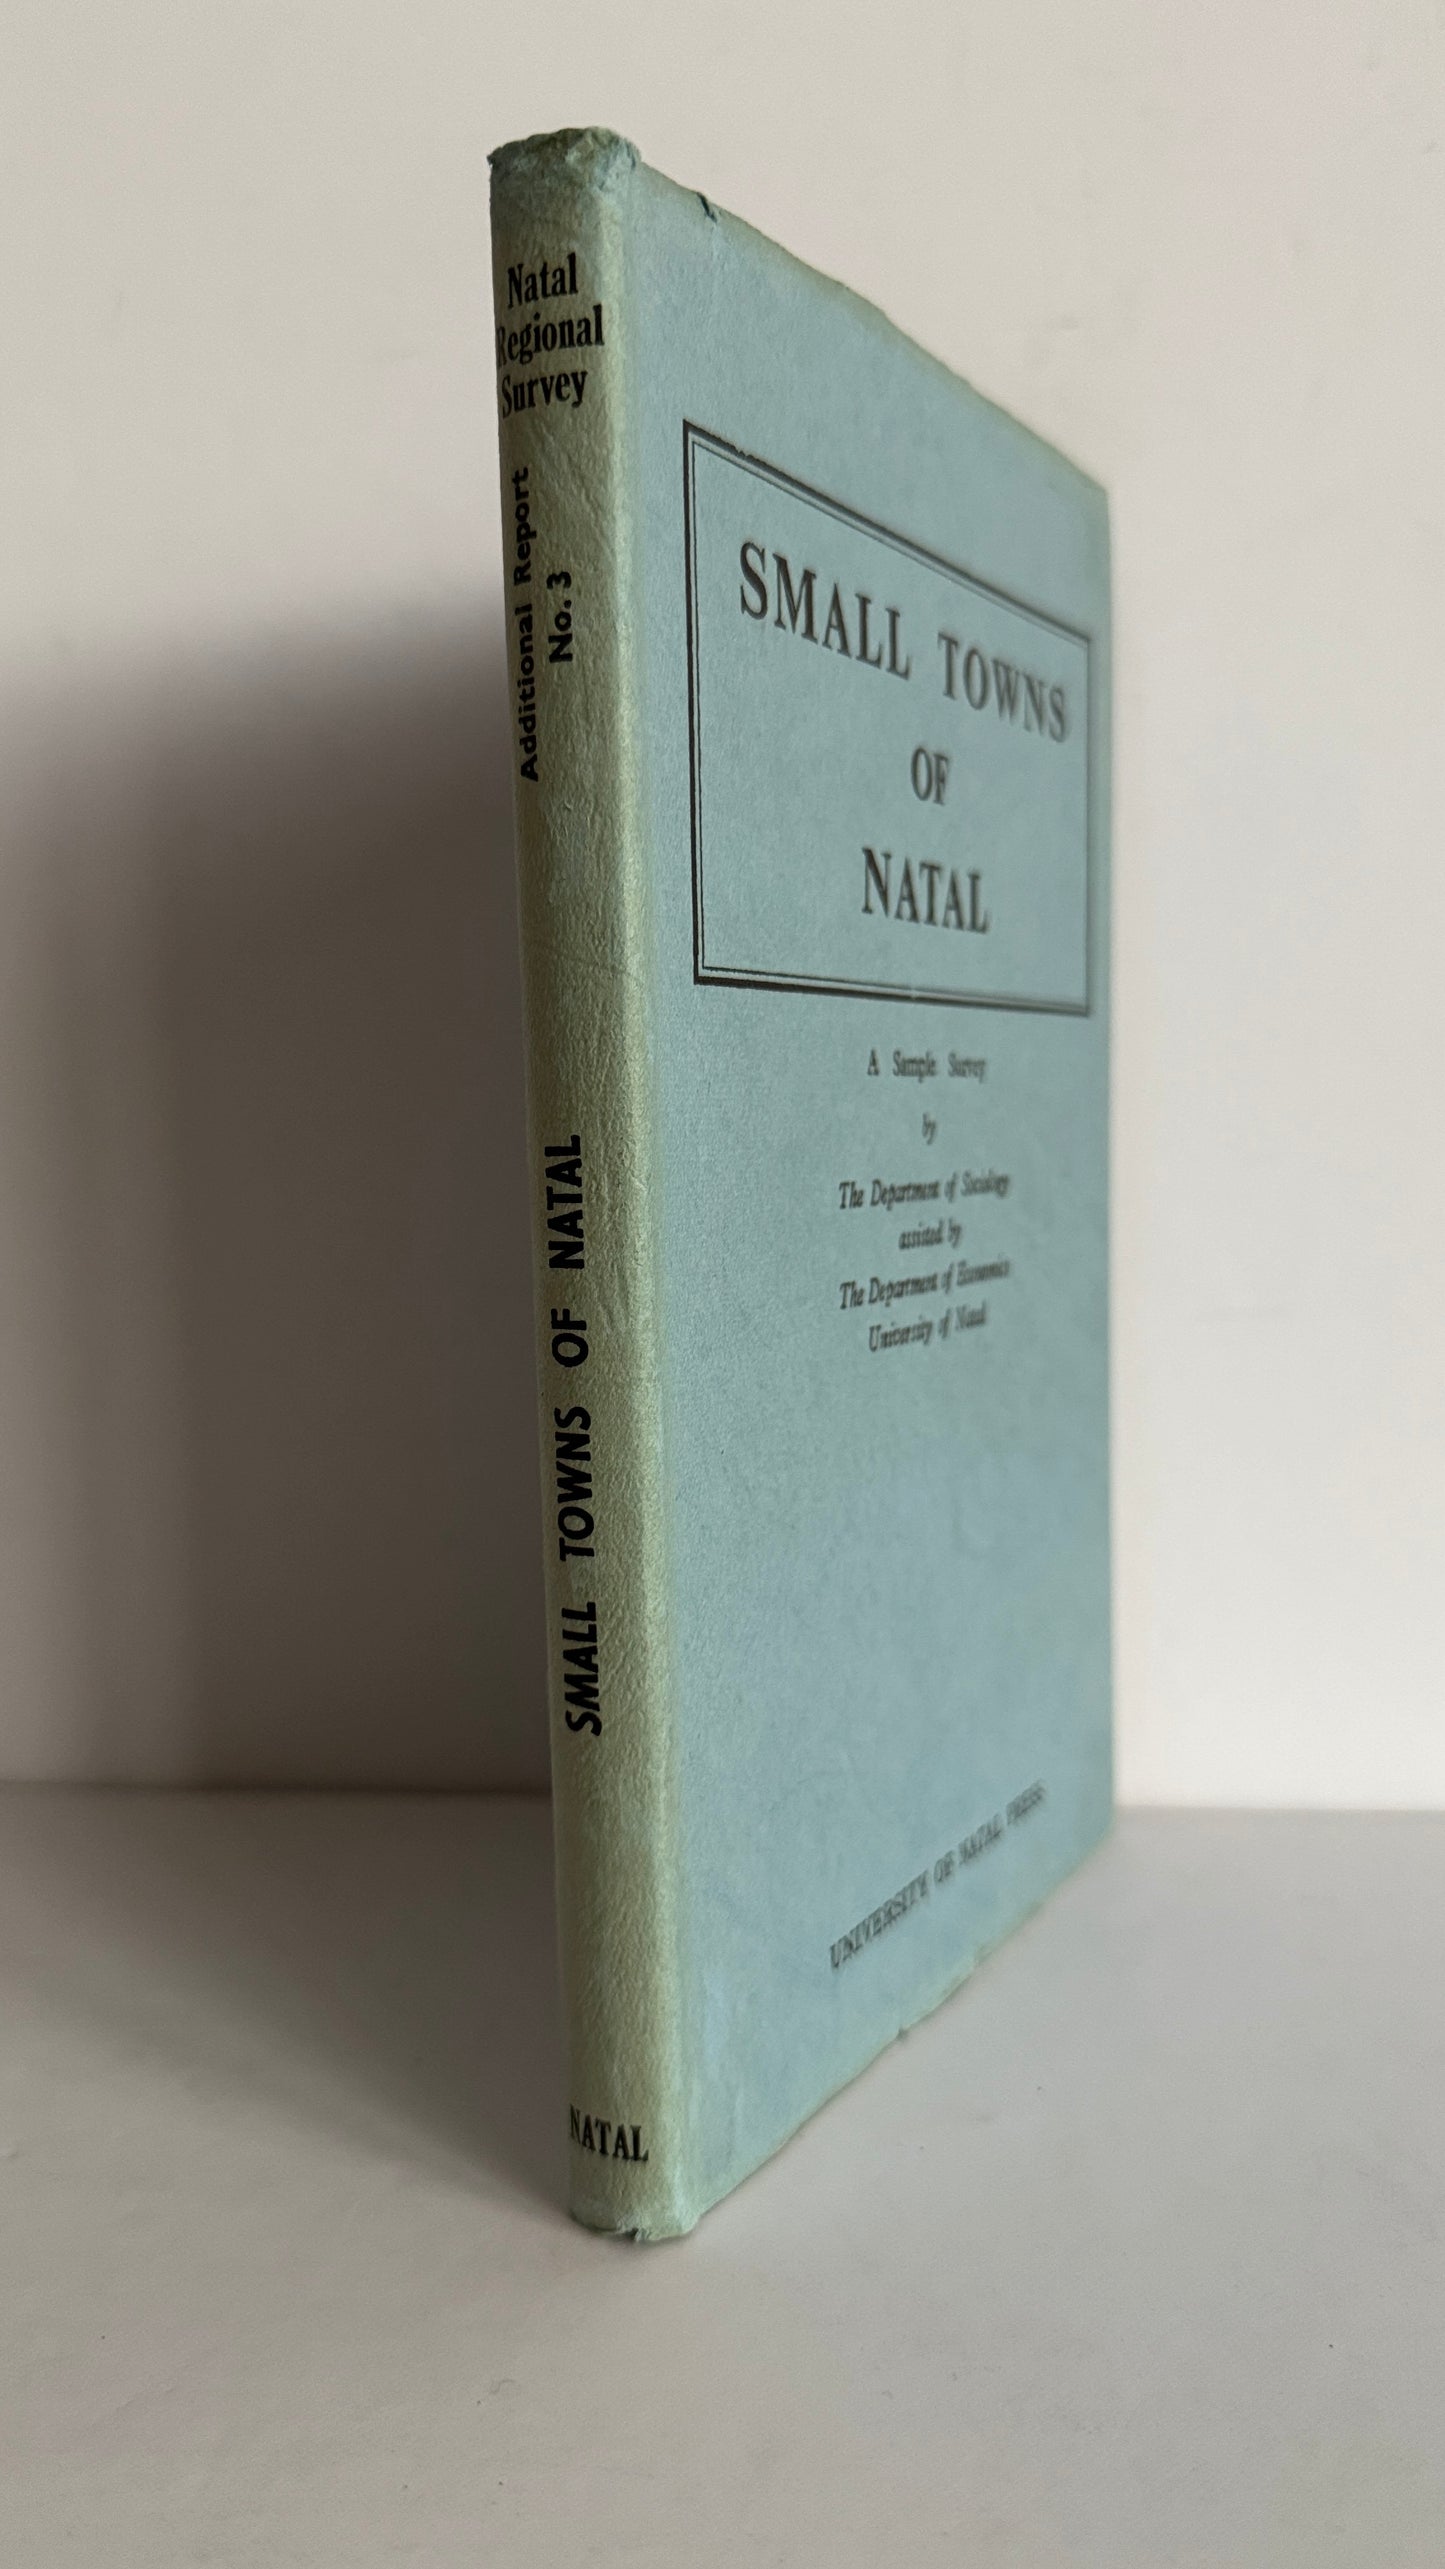 Natal
Regional
Survey
Additional Report
No. 3
SMALL TOWNS OF NATAL
NATAL
SMALL TOWNS
OF
NATAL
A Sample Survey
by
The Department of Sociology
assisted by
The Department of Economics
University of Natal
UNIVERSITY OF NATAL PRESS